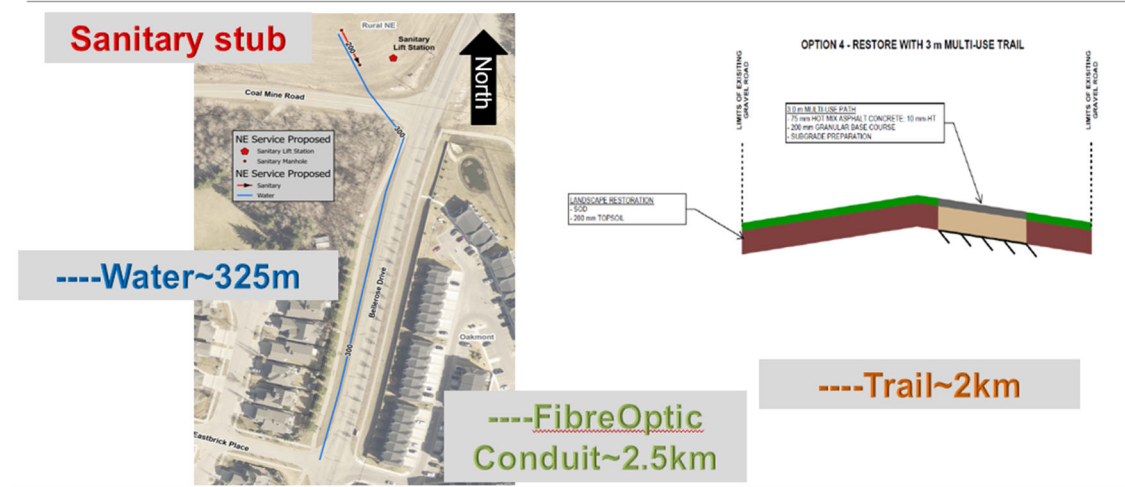 Sanitary stub
Rural NE
Sanitary
Lift Station
200
North
Coal Mine Road
300
NE Service Proposed
Sanitary Lift Station
Sanitary Manhole
NE Service Proposed
Sanitary
Water
----Water~325m
Bellerose Drive
300
Oakmont
Eastbrick Place
----FibreOptic
Conduit~2.5km
OPTION 4 - RESTORE WITH 3 m MULTI-USE TRAIL
LIMITS OF EXISITING
GRAVEL ROAD
3.0 m MULTI-USE PATH
- 75 mm HOT MIX ASPHALT CONCRETE; 10 mm-HT
- 200 mm GRANULAR BASE COURSE
- SUBGRADE PREPARATION
LIMITS OF EXISITING
GRAVEL ROAD
LANDSCAPE RESTORATION
- SOD
- 200 mm TOPSOIL
----Trail~2km